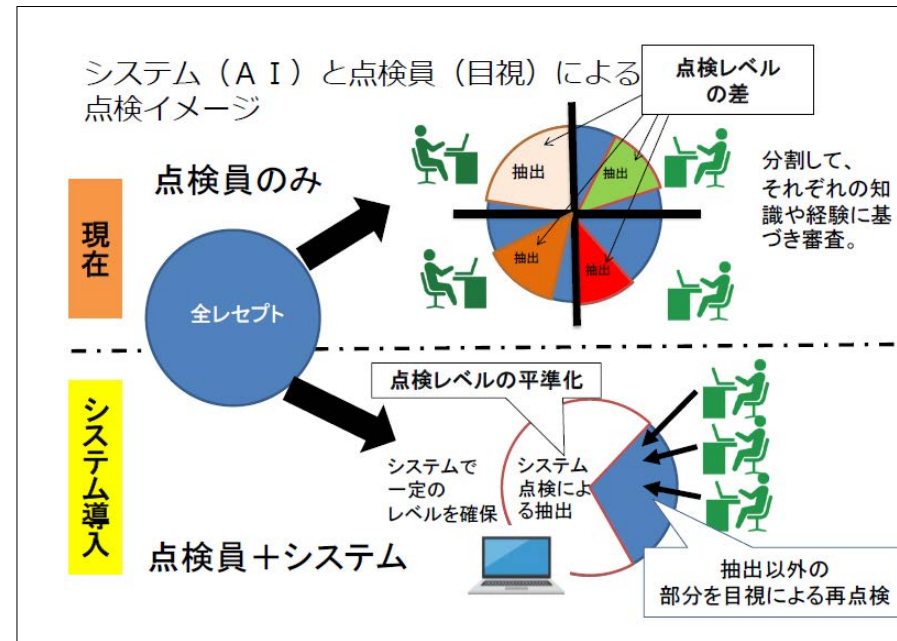 システム（ＡＩ）と点検員（目視）による
点検イメージ
点検レベル
の差
現在
点検員のみ
全レセプト
抽出
抽出
抽出
抽出
分割して、
それぞれの知
識や経験に基
づき審査。
システム導入
点検レベルの平準化
システムで
一定の
レベルを確保
システム
点検によ
る抽出
点検員＋システム
抽出以外の
部分を目視による再点検